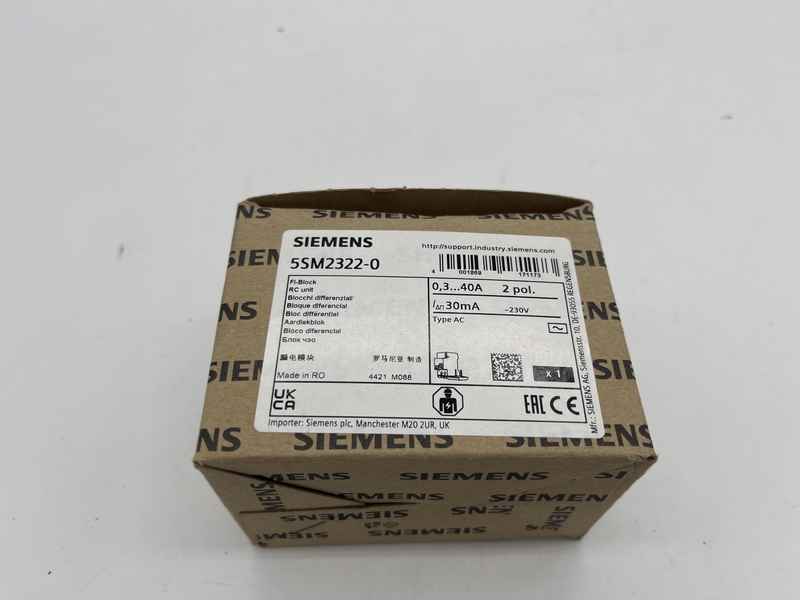 SIEMENS
http://support.industry.siemens.com
5SM2322-0
4 001869 171173
FI-Block
RC unit
Blocchi differenziali
Bloque diferencial
Bloc différentiel
Aardlekblok
Bloco diferencial
Блок чзо
0,3...40A 2 pol.
I∆n 30mA ~230V
Type AC
漏电模块 罗马尼亚 制造
Made in RO 4421 M088
x 1
UK
CA
EAC CE
Importer: Siemens plc, Manchester M20 2UR, UK
Mfr.: SIEMENS AG, Siemensstr. 10, DE-93055 REGENSBURG
SIEMENS
SIEMENS
SIEMENS
SIEMENS
SIEMENS
SIEMENS